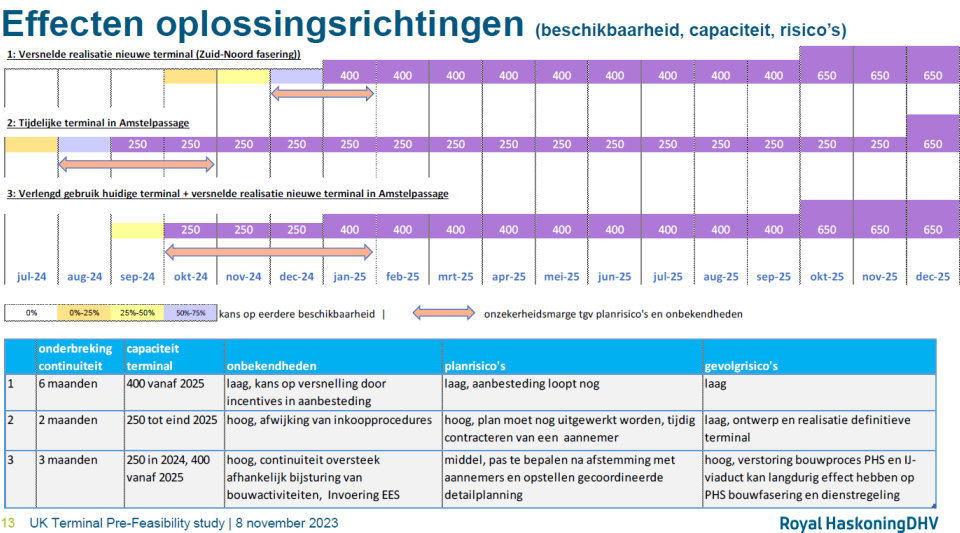 Effecten oplossingsrichtingen (beschikbaarheid, capaciteit, risico's)
1: Versnelde realisatie nieuwe terminal (Zuid-Noord fasering))
400 400 400 400 400 400 400 400 400 650 650 650
2: Tijdelijke terminal in Amstelpassage
250 250 250 250 250 250 250 250 250 250 250 250 250 250 250 650
3: Verlengd gebruik huidige terminal + versnelde realisatie nieuwe terminal in Amstelpassage
250 250 250 400 400 400 400 400 400 400 400 400 650 650 650
jul-24 aug-24 sep-24 okt-24 nov-24 dec-24 jan-25 feb-25 mrt-25 apr-25 mei-25 jun-25 jul-25 aug-25 sep-25 okt-25 nov-25 dec-25
0% 0%-25% 25%-50% 50%-75% kans op eerdere beschikbaarheid | onzekerheidsmarge tgv planrisico's en onbekendheden
onderbreking capaciteit
continuiteit terminal onbekendheden planrisico's gevolgrisico's
1 6 maanden 400 vanaf 2025 laag, kans op versnelling door laag, aanbesteding loopt nog laag
incentives in aanbesteding
2 2 maanden 250 tot eind 2025 hoog, afwijking van inkoopprocedures hoog, plan moet nog uitgewerkt worden, tijdig laag, ontwerp en realisatie definitieve
contracteren van een aannemer terminal
3 3 maanden 250 in 2024, 400 hoog, continuiteit oversteek middel, pas te bepalen na afstemming met hoog, verstoring bouwproces PHS en IJ-
vanaf 2025 afhankelijk bijsturing van aannemers en opstellen gecoordineerde viaduct kan langdurig effect hebben op
bouwactiviteiten, Invoering EES detailplanning PHS bouwfasering en dienstregeling
13 UK Terminal Pre-Feasibility study | 8 november 2023 Royal HaskoningDHV